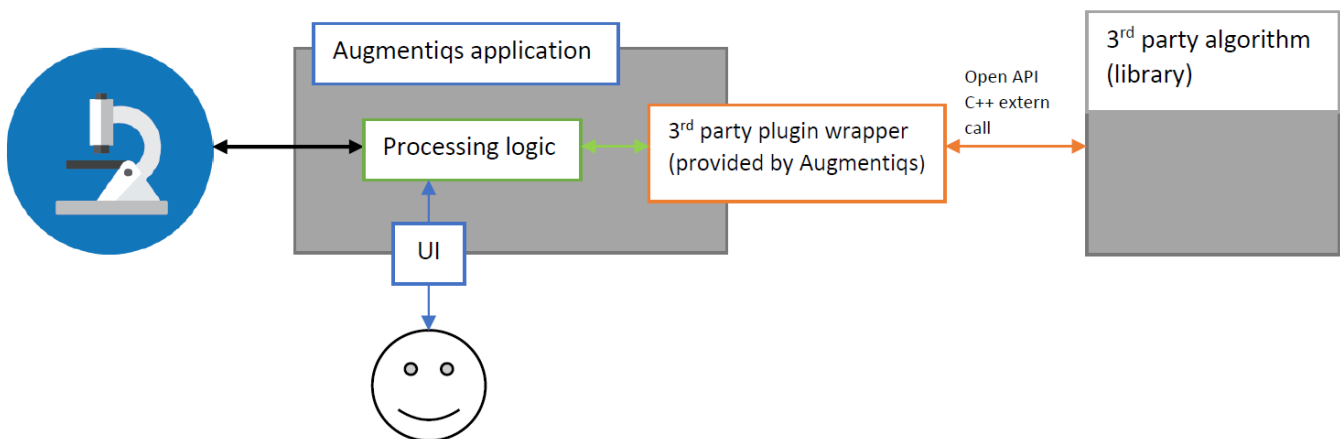 Augmentiqs application
Processing logic
UI
3rd party plugin wrapper
(provided by Augmentiqs)
Open API
C++ extern
call
3rd party algorithm
(library)